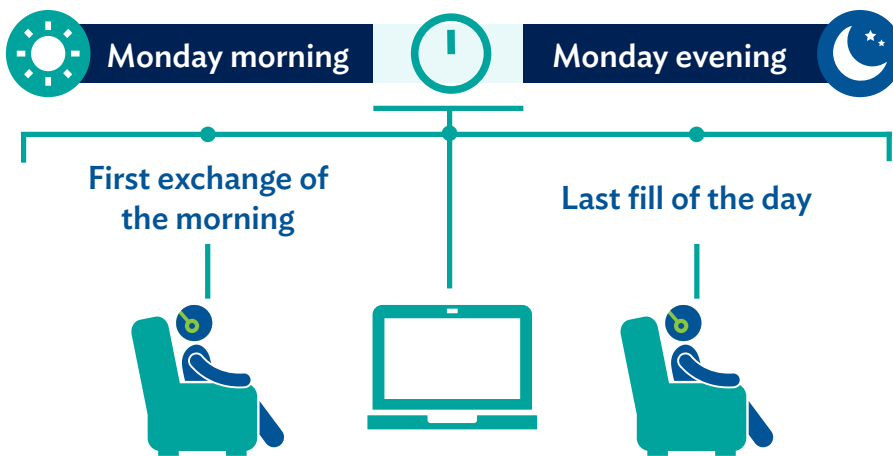 Monday morning
Monday evening
First exchange of
the morning
Last fill of the day